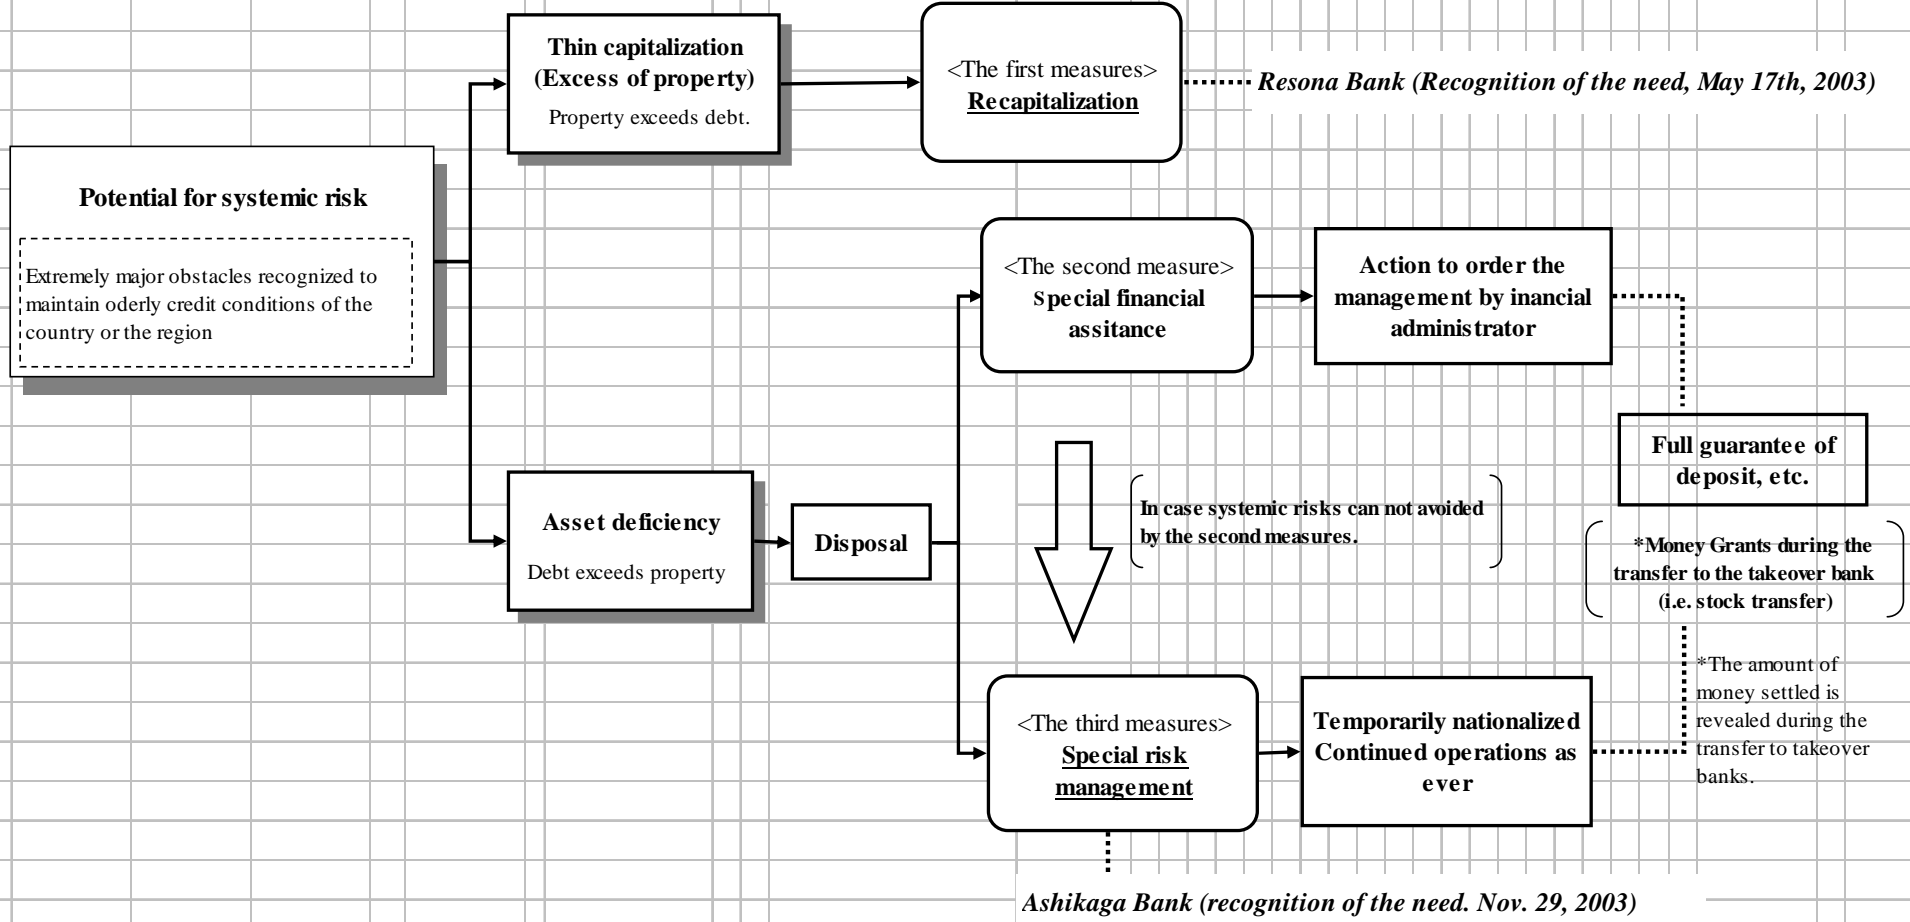 Thin capitalization
(Excess of property)
Property exceeds debt.
<The first measures>
Recapitalization
Resona Bank (Recognition of the need, May 17th, 2003)
Potential for systemic risk
Extremely major obstacles recognized to
maintain oderly credit conditions of the
country or the region
<The second measure>
Special financial
assitance
Action to order the
management by inancial
administrator
Full guarantee of
deposit, etc.
Asset deficiency
Debt exceeds property
Disposal
In case systemic risks can not avoided
by the second measures.
*Money Grants during the
transfer to the takeover bank
(i.e. stock transfer)
*The amount of
money settled is
revealed during the
transfer to takeover
banks.
<The third measures>
Special risk
management
Temporarily nationalized
Continued operations as
ever
Ashikaga Bank (recognition of the need. Nov. 29, 2003)